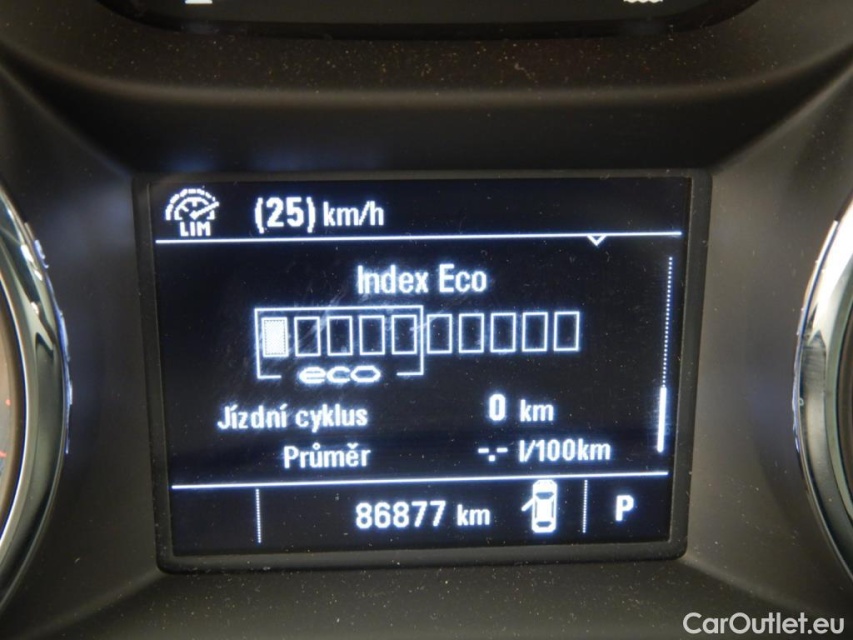 LIM (25) km/h
Index Eco
eco
Jízdní cyklus 0 km
Průměr -.- l/100km
86877 km P
CarOutlet.eu